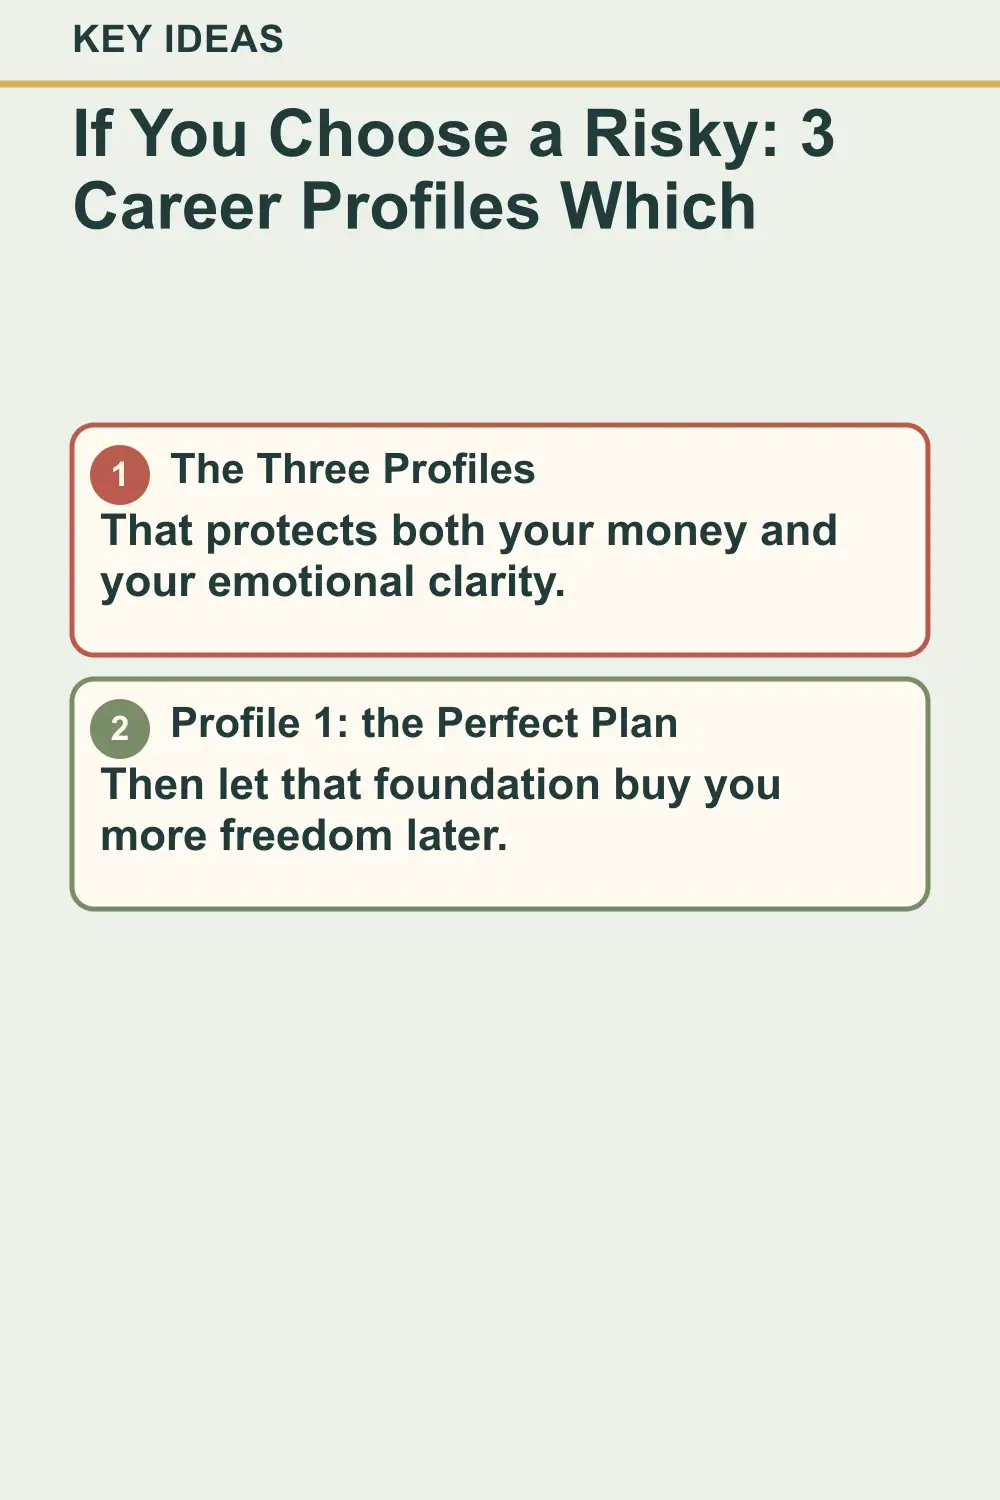 KEY IDEAS
If You Choose a Risky: 3
Career Profiles Which
1 The Three Profiles
That protects both your money and
your emotional clarity.
2 Profile 1: the Perfect Plan
Then let that foundation buy you
more freedom later.